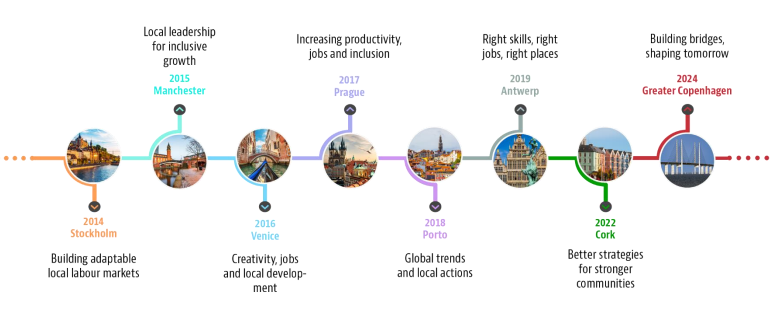 Local leadership
for inclusive
growth
2015
Manchester
Increasing productivity,
jobs and inclusion
2017
Prague
Right skills, right
jobs, right places
2019
Antwerp
Building bridges,
shaping tomorrow
2024
Greater Copenhagen
2014
Stockholm
Building adaptable
local labour markets
2016
Venice
Creativity, jobs
and local develop-
ment
2018
Porto
Global trends
and local actions
2022
Cork
Better strategies
for stronger
communities